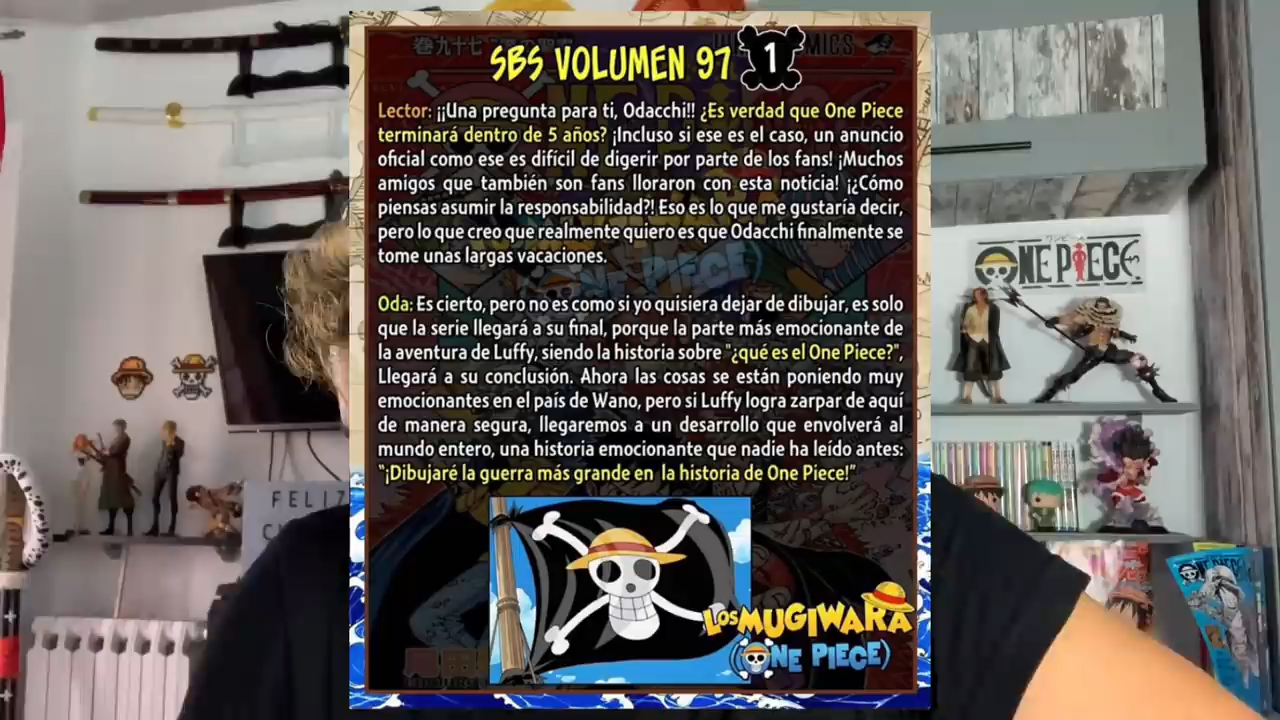 巻九十七
MICS
SBS VOLUMEN 97
1
Lector: ¡¡Una pregunta para ti, Odacchi!! ¿Es verdad que One Piece
terminará dentro de 5 años? ¡Incluso si ese es el caso, un anuncio
oficial como ese es difícil de digerir por parte de los fans! ¡Muchos
amigos que también son fans lloraron con esta noticia! ¡¿Cómo
piensas asumir la responsabilidad?! Eso es lo que me gustaría decir,
pero lo que creo que realmente quiero es que Odacchi finalmente se
tome unas largas vacaciones.
Oda: Es cierto, pero no es como si yo quisiera dejar de dibujar, es solo
que la serie llegará a su final, porque la parte más emocionante de
la aventura de Luffy, siendo la historia sobre "¿qué es el One Piece?",
Llegará a su conclusión. Ahora las cosas se están poniendo muy
emocionantes en el país de Wano, pero si Luffy logra zarpar de aquí
de manera segura, llegaremos a un desarrollo que envolverá al
mundo entero, una historia emocionante que nadie ha leído antes:
"¡Dibujaré la guerra más grande en la historia de One Piece!"
LOS MUGIWARA
(ONE PIECE)
ONE PIECE
FELIZ